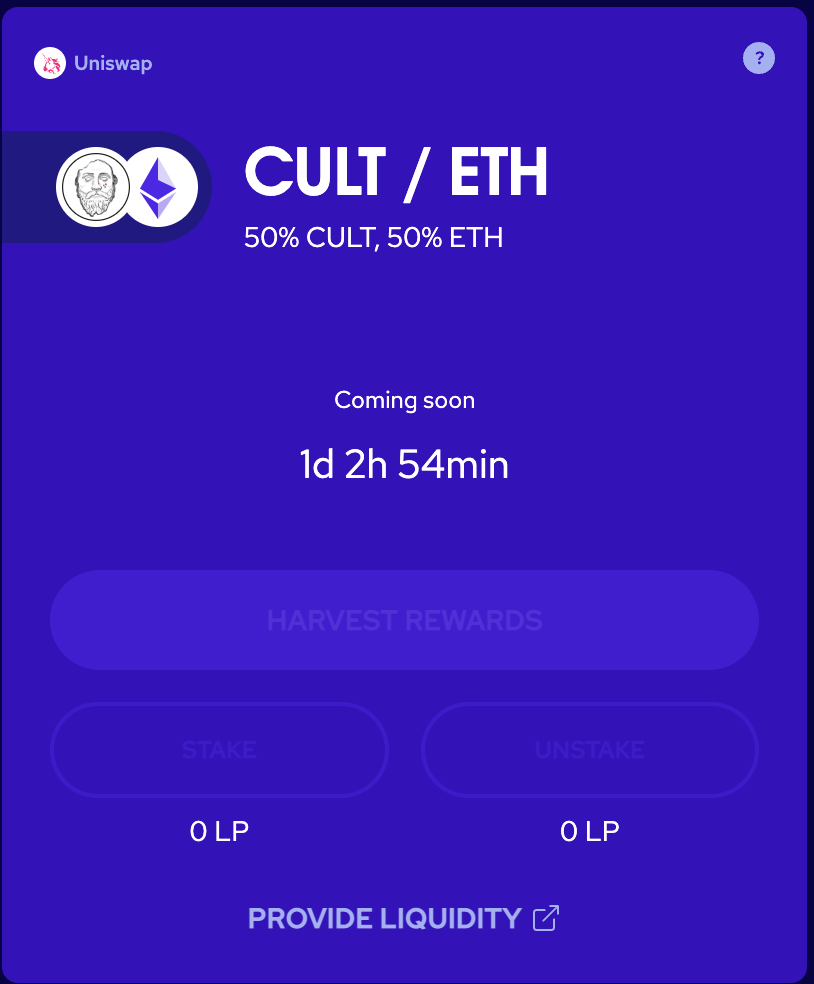 Uniswap
?
CULT / ETH
50% CULT, 50% ETH
Coming soon
1d 2h 54min
HARVEST REWARDS
STAKE
UNSTAKE
0 LP
0 LP
PROVIDE LIQUIDITY